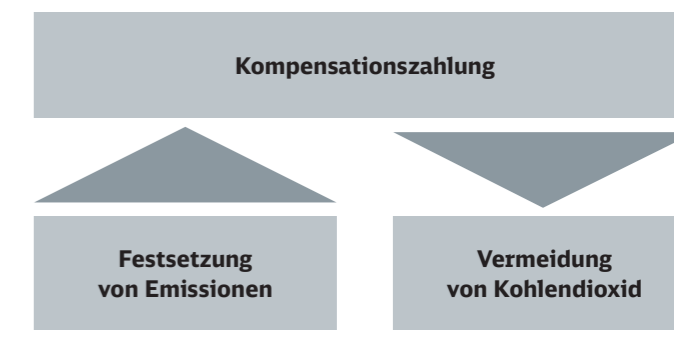 Kompensationszahlung
Festsetzung
von Emissionen
Vermeidung
von Kohlendioxid